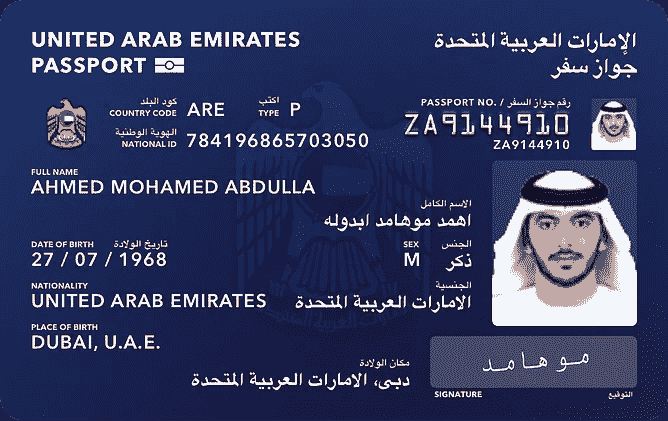 UNITED ARAB EMIRATES
PASSPORT
الإمارات العربية المتحدة
جواز سفر
كود البلد
COUNTRY CODE ARE
اكتب
TYPE P
الهوية الوطنية
NATIONAL ID 784196865703050
PASSPORT NO. / رقم جواز السفر
ZA9144910
ZA9144910
FULL NAME
AHMED MOHAMED ABDULLA
الاسم الكامل
اهمد موهامد ابدوله
DATE OF BIRTH تاريخ الولادة
27 / 07 / 1968
SEX الجنس
M ذكر
NATIONALITY الجنسية
UNITED ARAB EMIRATES الامارات العربية المتحدة
PLACE OF BIRTH
DUBAI, U.A.E.
مكان الولادة
دبى، الامارات العربية المتحدة
موهامد
SIGNATURE التوقيع